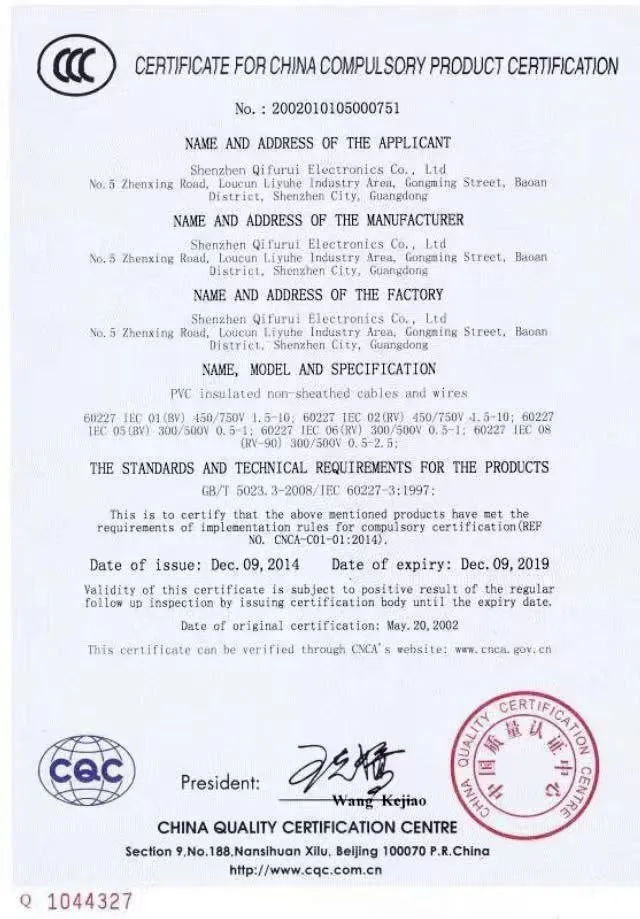 CCC
CERTIFICATE FOR CHINA COMPULSORY PRODUCT CERTIFICATION
No. : 2002010105000751
NAME AND ADDRESS OF THE APPLICANT
Shenzhen Qifurui Electronics Co., Ltd
No.5 Zhenxing Road, Loucun Liyuhe Industry Area, Gongming Street, Baoan
District, Shenzhen City, Guangdong
NAME AND ADDRESS OF THE MANUFACTURER
Shenzhen Qifurui Electronics Co., Ltd
No.5 Zhenxing Road, Loucun Liyuhe Industry Area, Gongming Street, Baoan
District, Shenzhen City, Guangdong
NAME AND ADDRESS OF THE FACTORY
Shenzhen Qifurui Electronics Co., Ltd
No.5 Zhenxing Road, Loucun Liyuhe Industry Area, Gongming Street, Baoan
District, Shenzhen City, Guangdong
NAME, MODEL AND SPECIFICATION
PVC insulated non-sheathed cables and wires
60227 IEC 01(BV) 450/750V 1.5-10; 60227 IEC 02(RV) 450/750V 1.5-10; 60227
IEC 05(BV) 300/500V 0.5-1; 60227 IEC 06(RV) 300/500V 0.5-1; 60227 IEC 08
(RV-90) 300/500V 0.5-2.5;
THE STANDARDS AND TECHNICAL REQUIREMENTS FOR THE PRODUCTS
GB/T 5023.3-2008/IEC 60227-3:1997;
This is to certify that the above mentioned products have met the
requirements of implementation rules for compulsory certification(REF
NO. CNCA-C01-01:2014).
Date of issue: Dec.09,2014 Date of expiry: Dec.09,2019
Validity of this certificate is subject to positive result of the regular
follow up inspection by issuing certification body until the expiry date.
Date of original certification: May.20,2002
This certificate can be verified through CNCA's website: www.cnca.gov.cn
CQC
President:
Wang Kejiao
CHINA QUALITY CERTIFICATION CENTRE
中国质量认证中心
CHINA QUALITY CERTIFICATION CENTRE
Section 9,No.188,Nansihuan Xilu, Beijing 100070 P.R.China
http://www.cqc.com.cn
Q 1044327